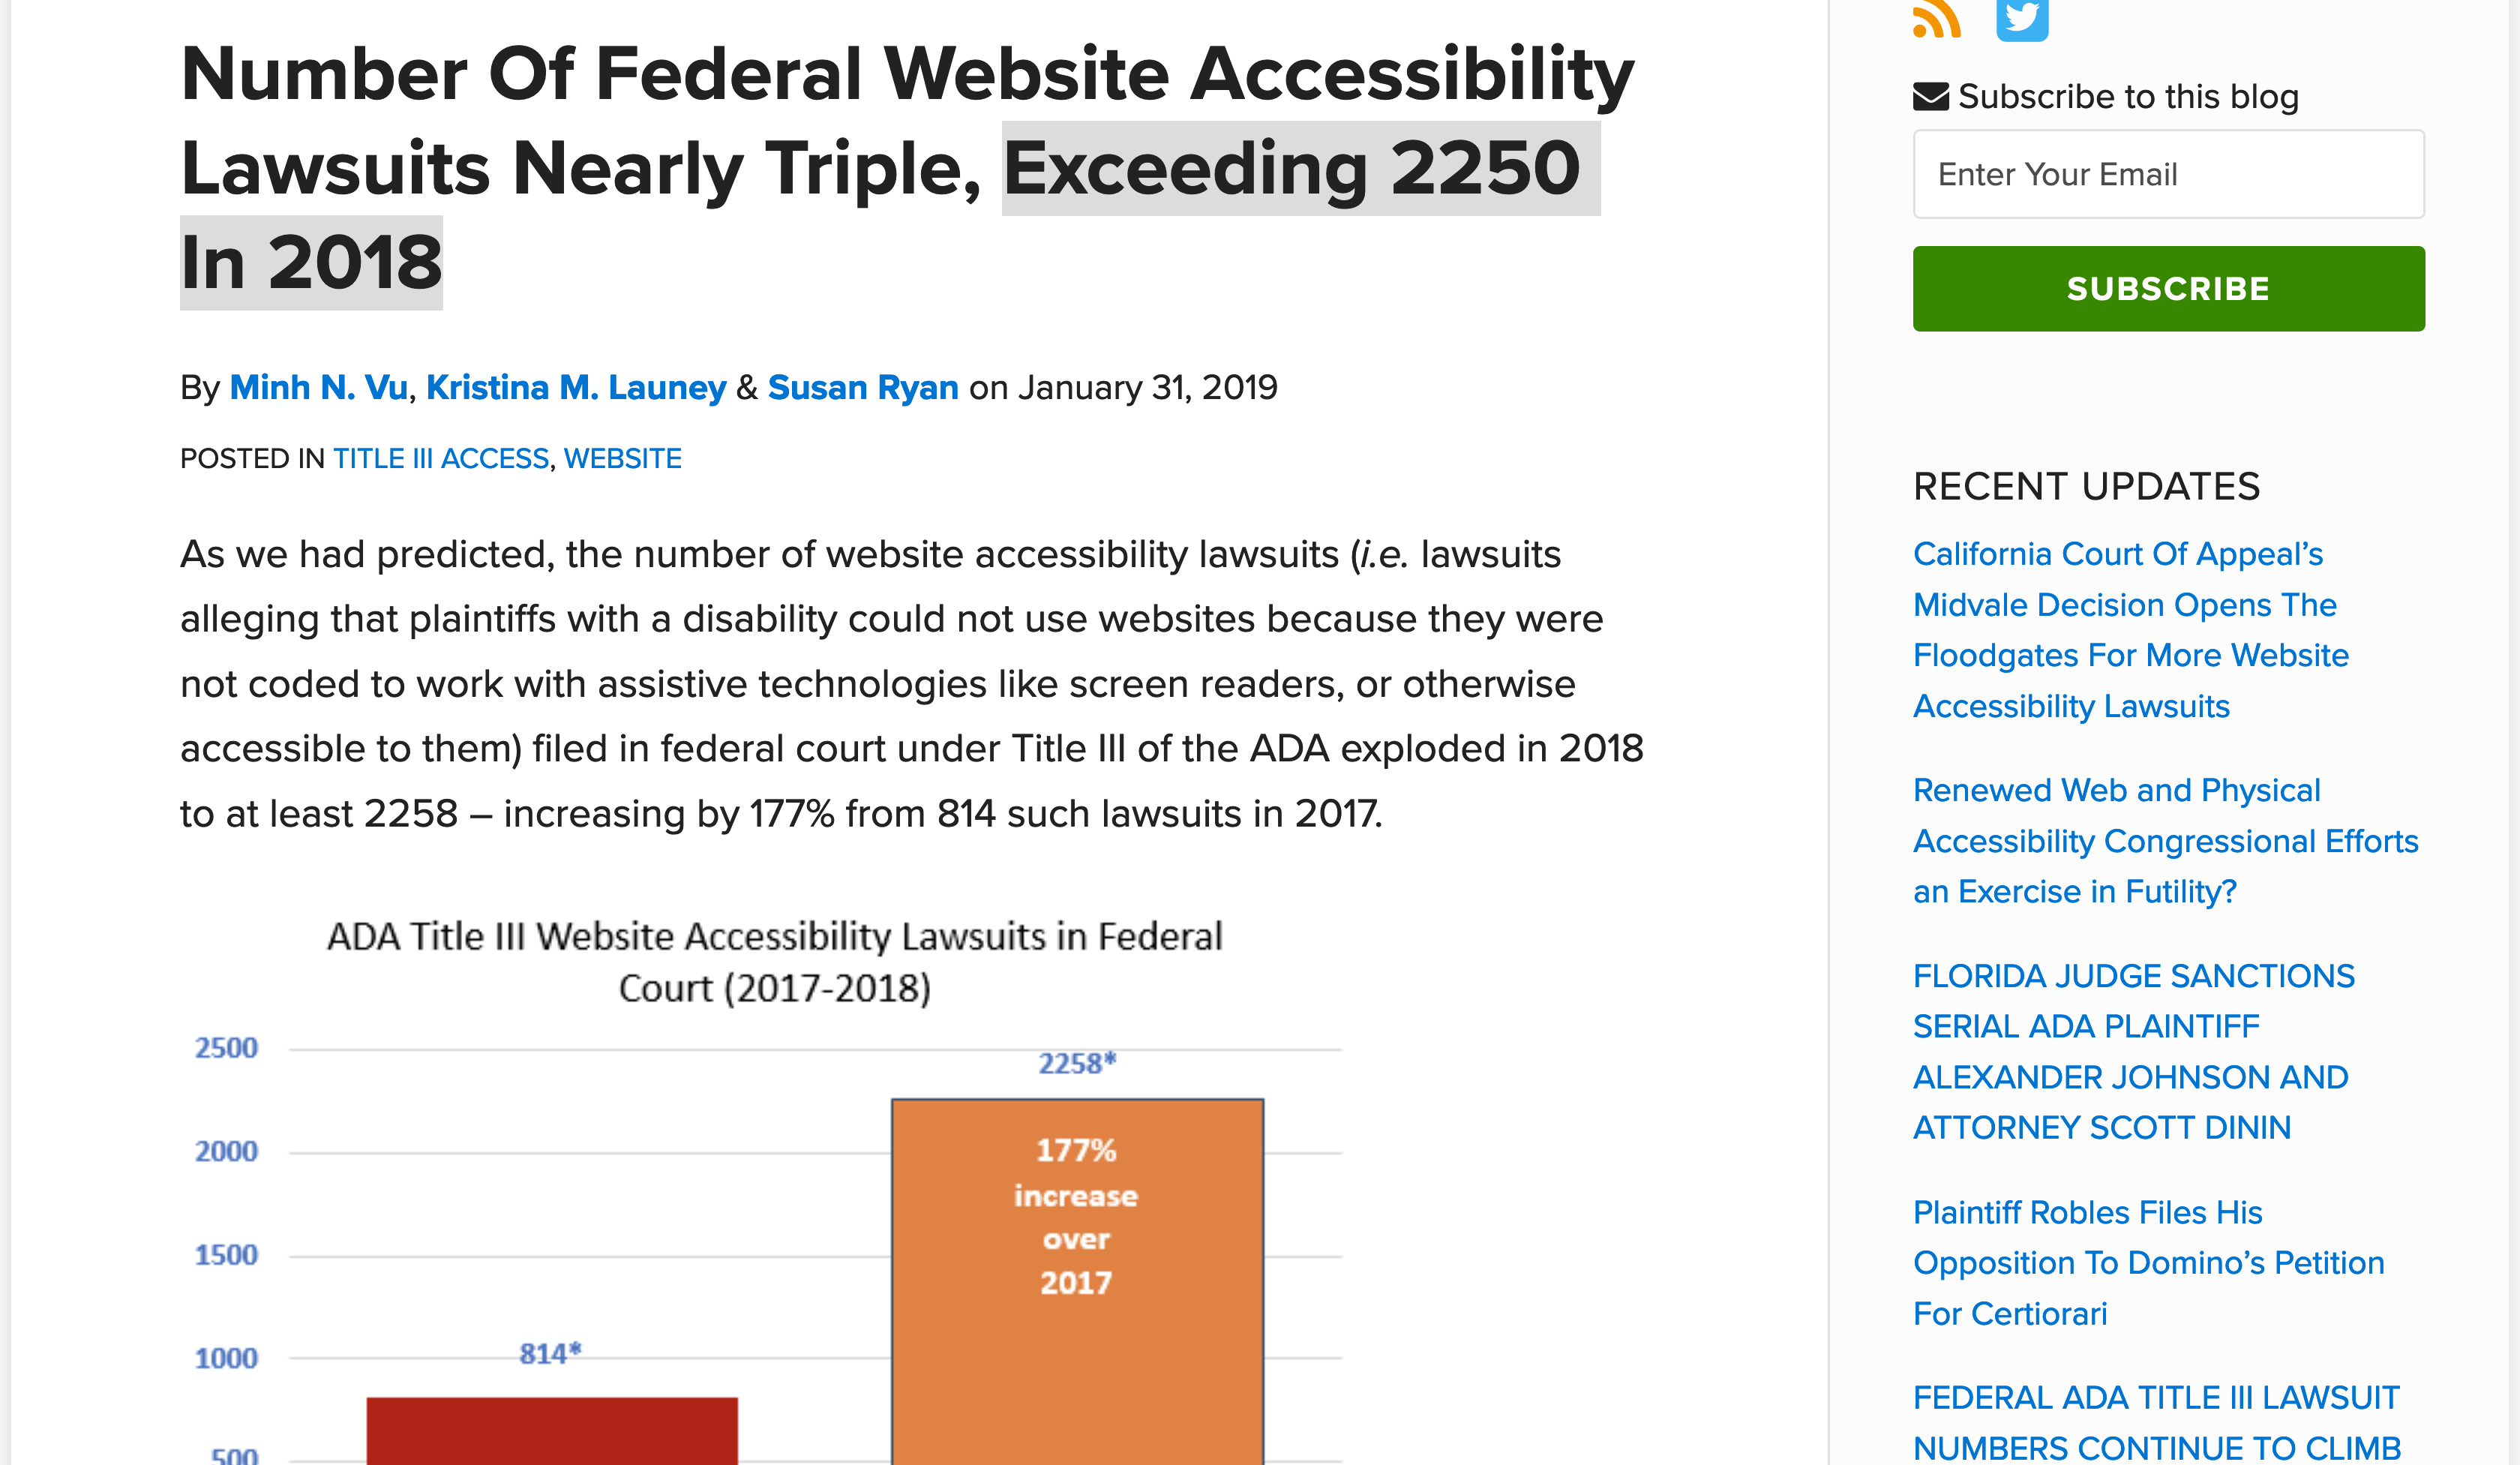 Number Of Federal Website Accessibility
Lawsuits Nearly Triple, Exceeding 2250
In 2018
By Minh N. Vu, Kristina M. Launey & Susan Ryan on January 31, 2019
POSTED IN TITLE III ACCESS, WEBSITE
As we had predicted, the number of website accessibility lawsuits (i.e. lawsuits
alleging that plaintiffs with a disability could not use websites because they were
not coded to work with assistive technologies like screen readers, or otherwise
accessible to them) filed in federal court under Title III of the ADA exploded in 2018
to at least 2258 – increasing by 177% from 814 such lawsuits in 2017.
ADA Title III Website Accessibility Lawsuits in Federal
Court (2017-2018)
2500
2258*
2000
177%
increase
over
2017
1500
1000
814*
500
Subscribe to this blog
Enter Your Email
SUBSCRIBE
RECENT UPDATES
California Court Of Appeal’s
Midvale Decision Opens The
Floodgates For More Website
Accessibility Lawsuits
Renewed Web and Physical
Accessibility Congressional Efforts
an Exercise in Futility?
FLORIDA JUDGE SANCTIONS
SERIAL ADA PLAINTIFF
ALEXANDER JOHNSON AND
ATTORNEY SCOTT DININ
Plaintiff Robles Files His
Opposition To Domino’s Petition
For Certiorari
FEDERAL ADA TITLE III LAWSUIT
NUMBERS CONTINUE TO CLIMB